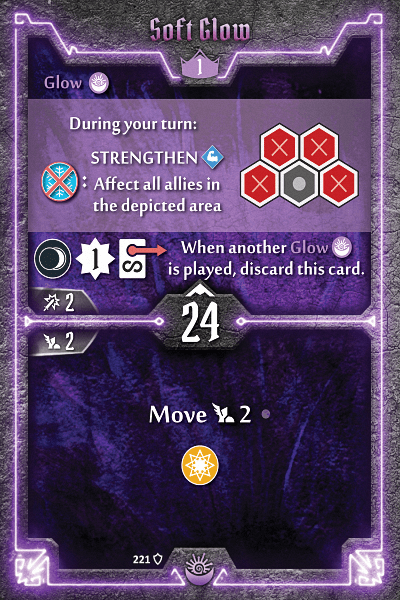 Soft Glow
1
Glow
During your turn:
STRENGTHEN
: Affect all allies in
the depicted area
1
When another Glow
is played, discard this card.
2
24
2
Move 2
221